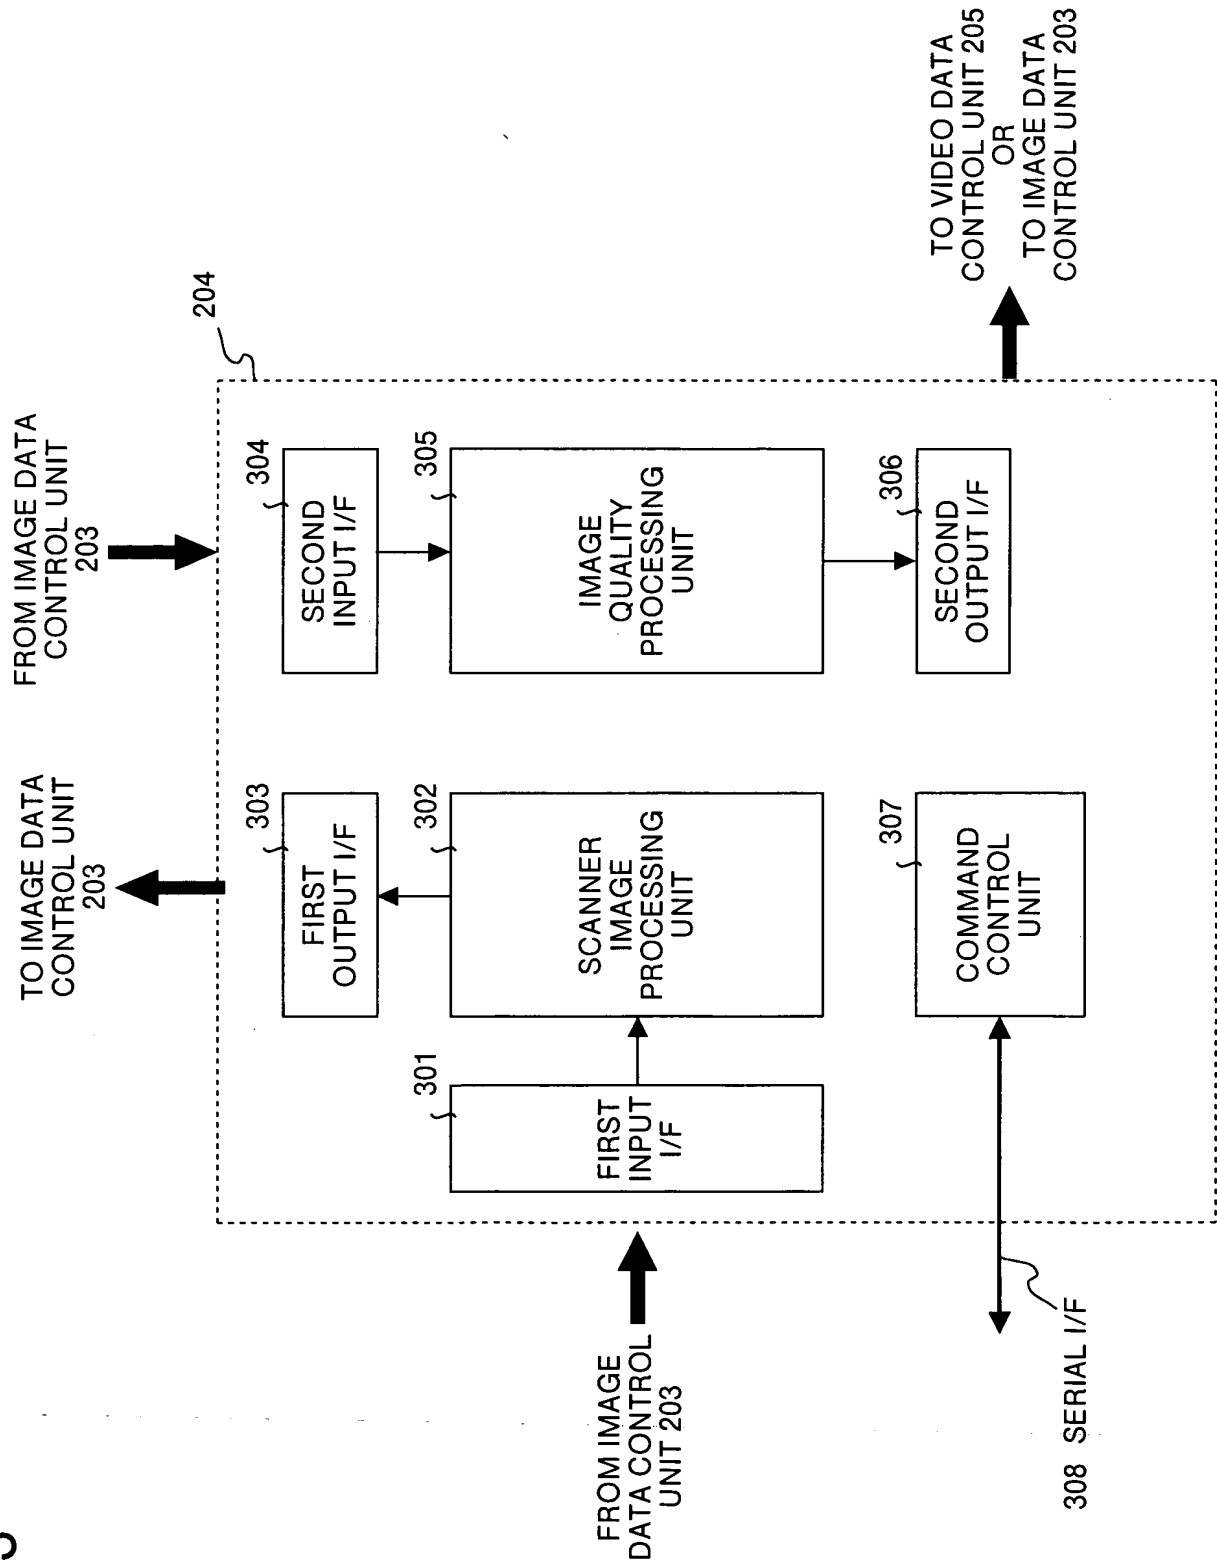 FROM IMAGE
DATA CONTROL
UNIT 203
TO IMAGE DATA
CONTROL UNIT
203
FROM IMAGE DATA
CONTROL UNIT
203
204
301
FIRST
INPUT
I/F
302
SCANNER
IMAGE
PROCESSING
UNIT
303
FIRST
OUTPUT I/F
304
SECOND
INPUT I/F
305
IMAGE
QUALITY
PROCESSING
UNIT
306
SECOND
OUTPUT I/F
307
COMMAND
CONTROL
UNIT
308 SERIAL I/F
TO VIDEO DATA
CONTROL UNIT 205
OR
TO IMAGE DATA
CONTROL UNIT 203